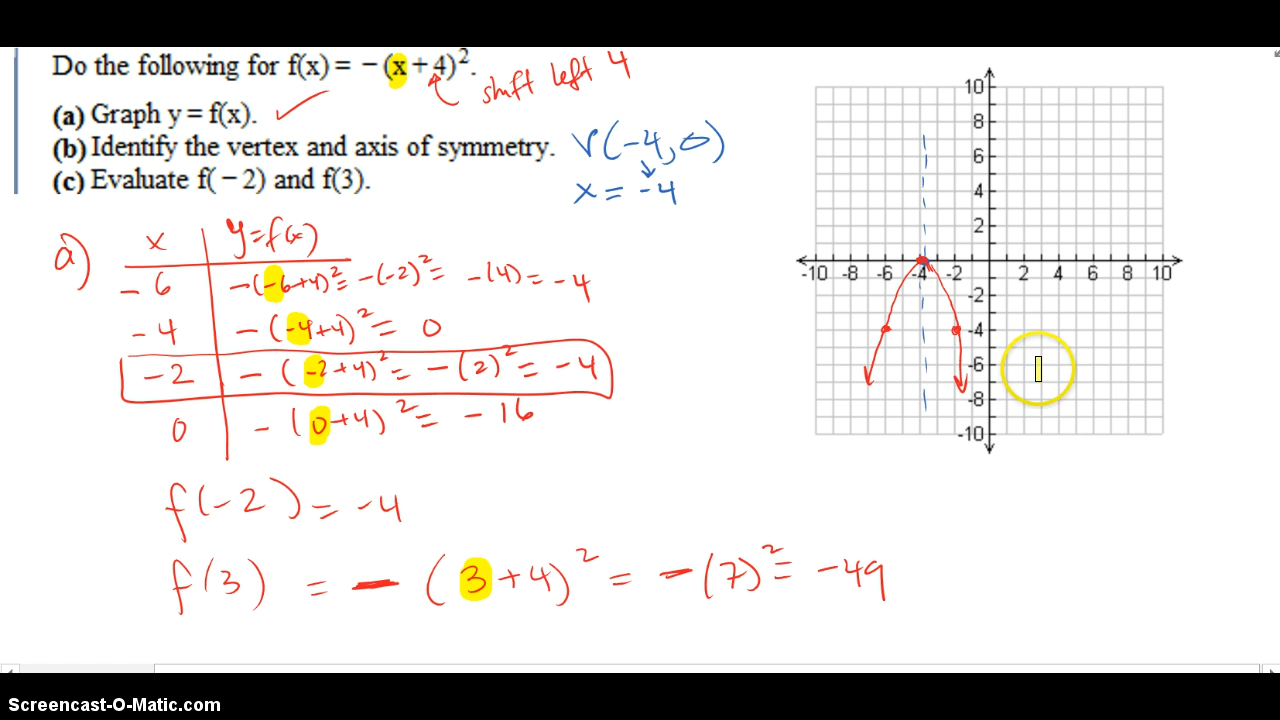 Do the following for f(x) = −(x + 4)².
shift left 4
(a) Graph y = f(x). ✓
(b) Identify the vertex and axis of symmetry. V(-4, 0)
(c) Evaluate f( − 2) and f(3). x = -4
a) x y=f(x)
-6 -(-6+4)²= -(-2)²= -(4) = -4
-4 -(-4+4)² = 0
-2 -(-2+4)² = -(2)² = -4
0 -(0+4)² = -16
f(-2) = -4
f(3) = -(3+4)² = -(7)² = -49
10
8
6
4
2
-10 -8 -6 -4 -2 2 4 6 8 10
-2
-4
-6
-8
-10
Screencast-O-Matic.com